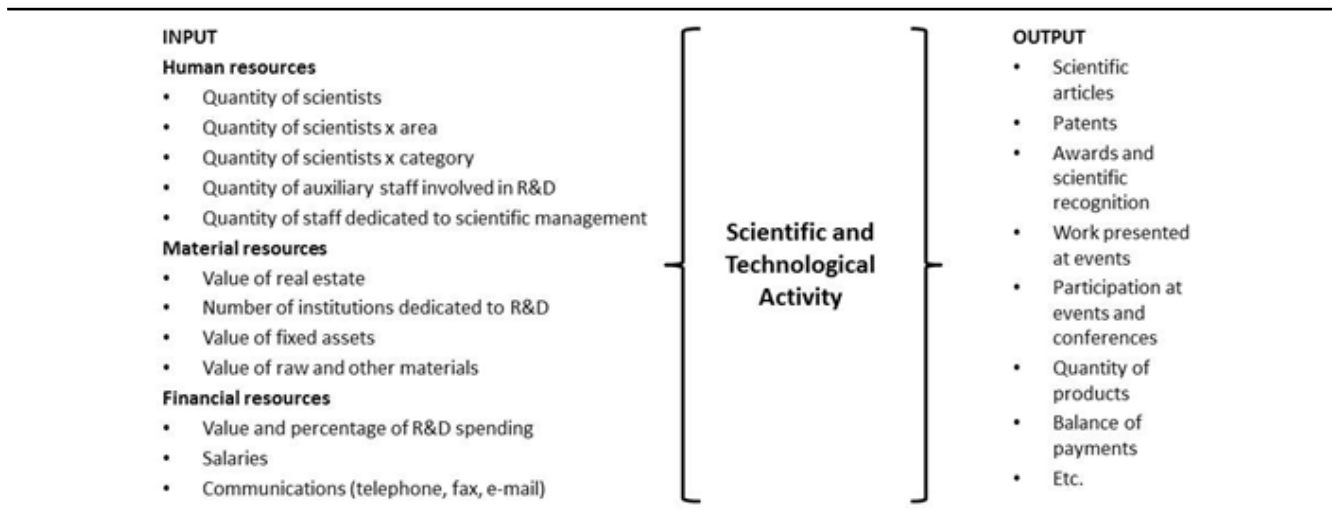 INPUT
Human resources
• Quantity of scientists
• Quantity of scientists x area
• Quantity of scientists x category
• Quantity of auxiliary staff involved in R&D
• Quantity of staff dedicated to scientific management
Material resources
• Value of real estate
• Number of institutions dedicated to R&D
• Value of fixed assets
• Value of raw and other materials
Financial resources
• Value and percentage of R&D spending
• Salaries
• Communications (telephone, fax, e-mail)
Scientific and
Technological
Activity
OUTPUT
• Scientific
articles
• Patents
• Awards and
scientific
recognition
• Work presented
at events
• Participation at
events and
conferences
• Quantity of
products
• Balance of
payments
• Etc.